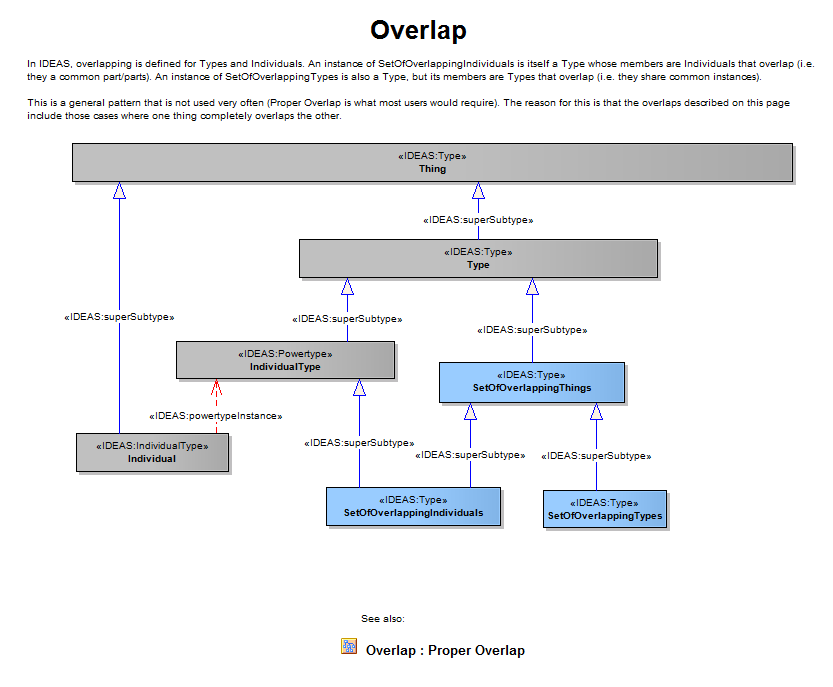 Overlap
In IDEAS, overlapping is defined for Types and Individuals. An instance of SetOfOverlappingIndividuals is itself a Type whose members are Individuals that overlap (i.e.
they a common part/parts). An instance of SetOfOverlappingTypes is also a Type, but its members are Types that overlap (i.e. they share common instances).
This is a general pattern that is not used very often (Proper Overlap is what most users would require). The reason for this is that the overlaps described on this page
include those cases where one thing completely overlaps the other.
«IDEAS:Type»
Thing
«IDEAS:superSubtype»
«IDEAS:Type»
Type
«IDEAS:superSubtype»
«IDEAS:superSubtype»
«IDEAS:superSubtype»
«IDEAS:Powertype»
IndividualType
«IDEAS:Type»
SetOfOverlappingThings
«IDEAS:powertypeInstance»
«IDEAS:IndividualType»
Individual
«IDEAS:superSubtype»
«IDEAS:superSubtype»
«IDEAS:superSubtype»
«IDEAS:Type»
SetOfOverlappingIndividuals
«IDEAS:Type»
SetOfOverlappingTypes
See also:
Overlap : Proper Overlap